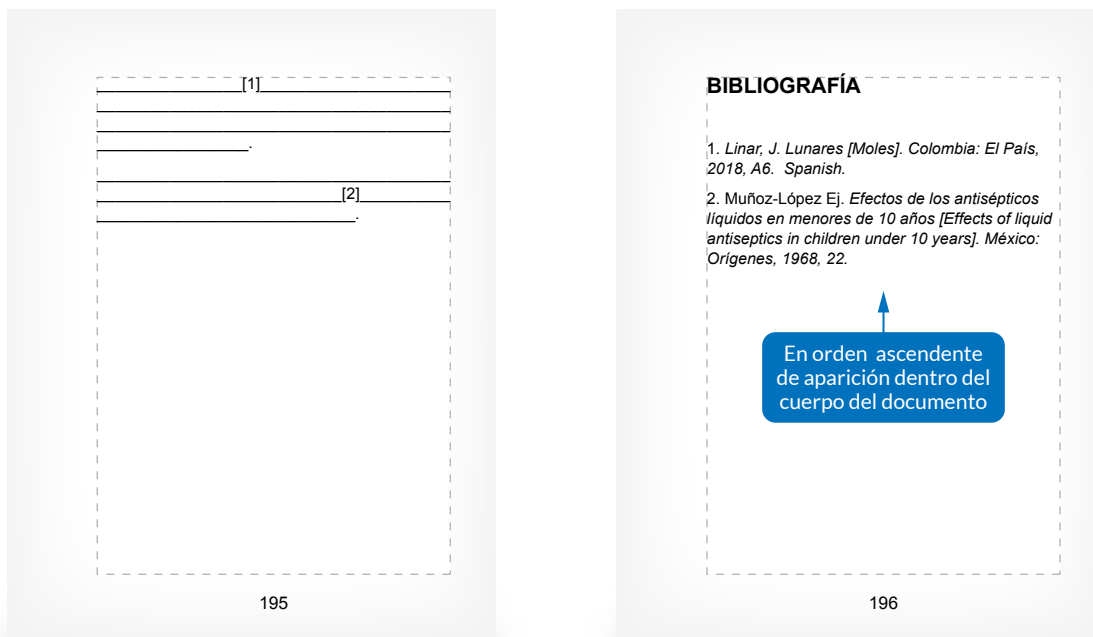 [1]
.
[2]
.
195
BIBLIOGRAFÍA
1. Linar, J. Lunares [Moles]. Colombia: El País,
2018, A6. Spanish.
2. Muñoz-López Ej. Efectos de los antisépticos
líquidos en menores de 10 años [Effects of liquid
antiseptics in children under 10 years]. México:
Orígenes, 1968, 22.
En orden ascendente
de aparición dentro del
cuerpo del documento
196